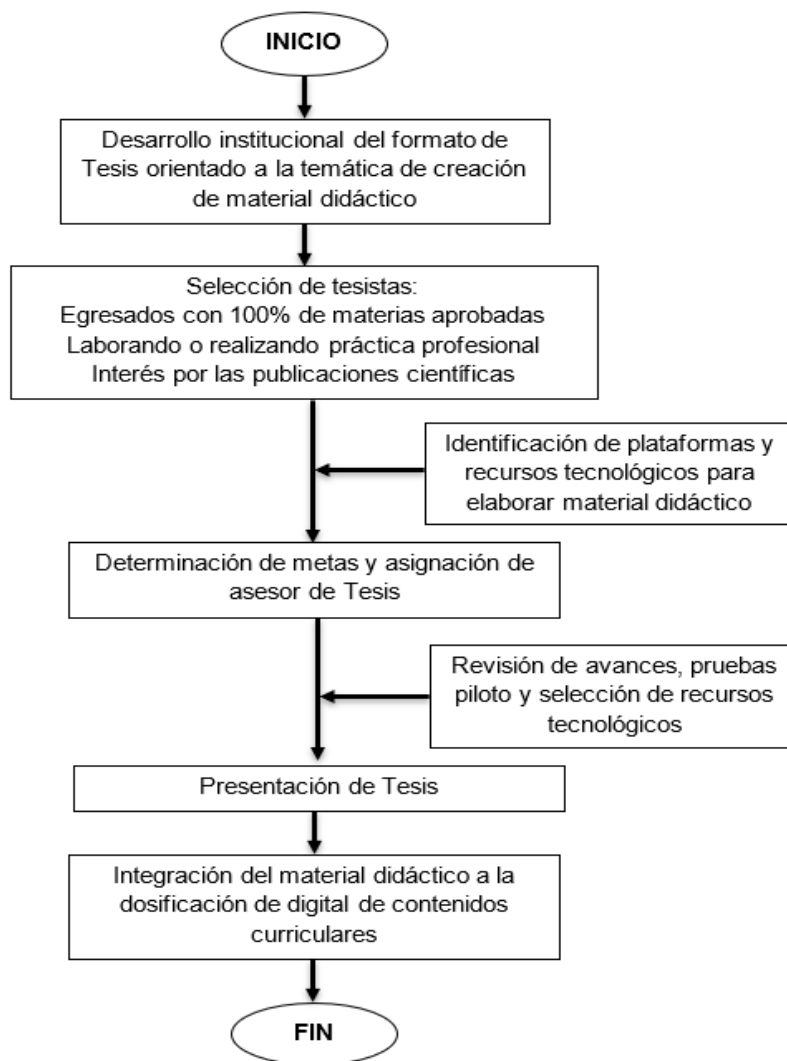 INICIO
Desarrollo institucional del formato de
Tesis orientado a la temática de creación
de material didáctico
Selección de tesistas:
Egresados con 100% de materias aprobadas
Laborando o realizando práctica profesional
Interés por las publicaciones científicas
Identificación de plataformas y
recursos tecnológicos para
elaborar material didáctico
Determinación de metas y asignación de
asesor de Tesis
Revisión de avances, pruebas
piloto y selección de recursos
tecnológicos
Presentación de Tesis
Integración del material didáctico a la
dosificación de digital de contenidos
curriculares
FIN